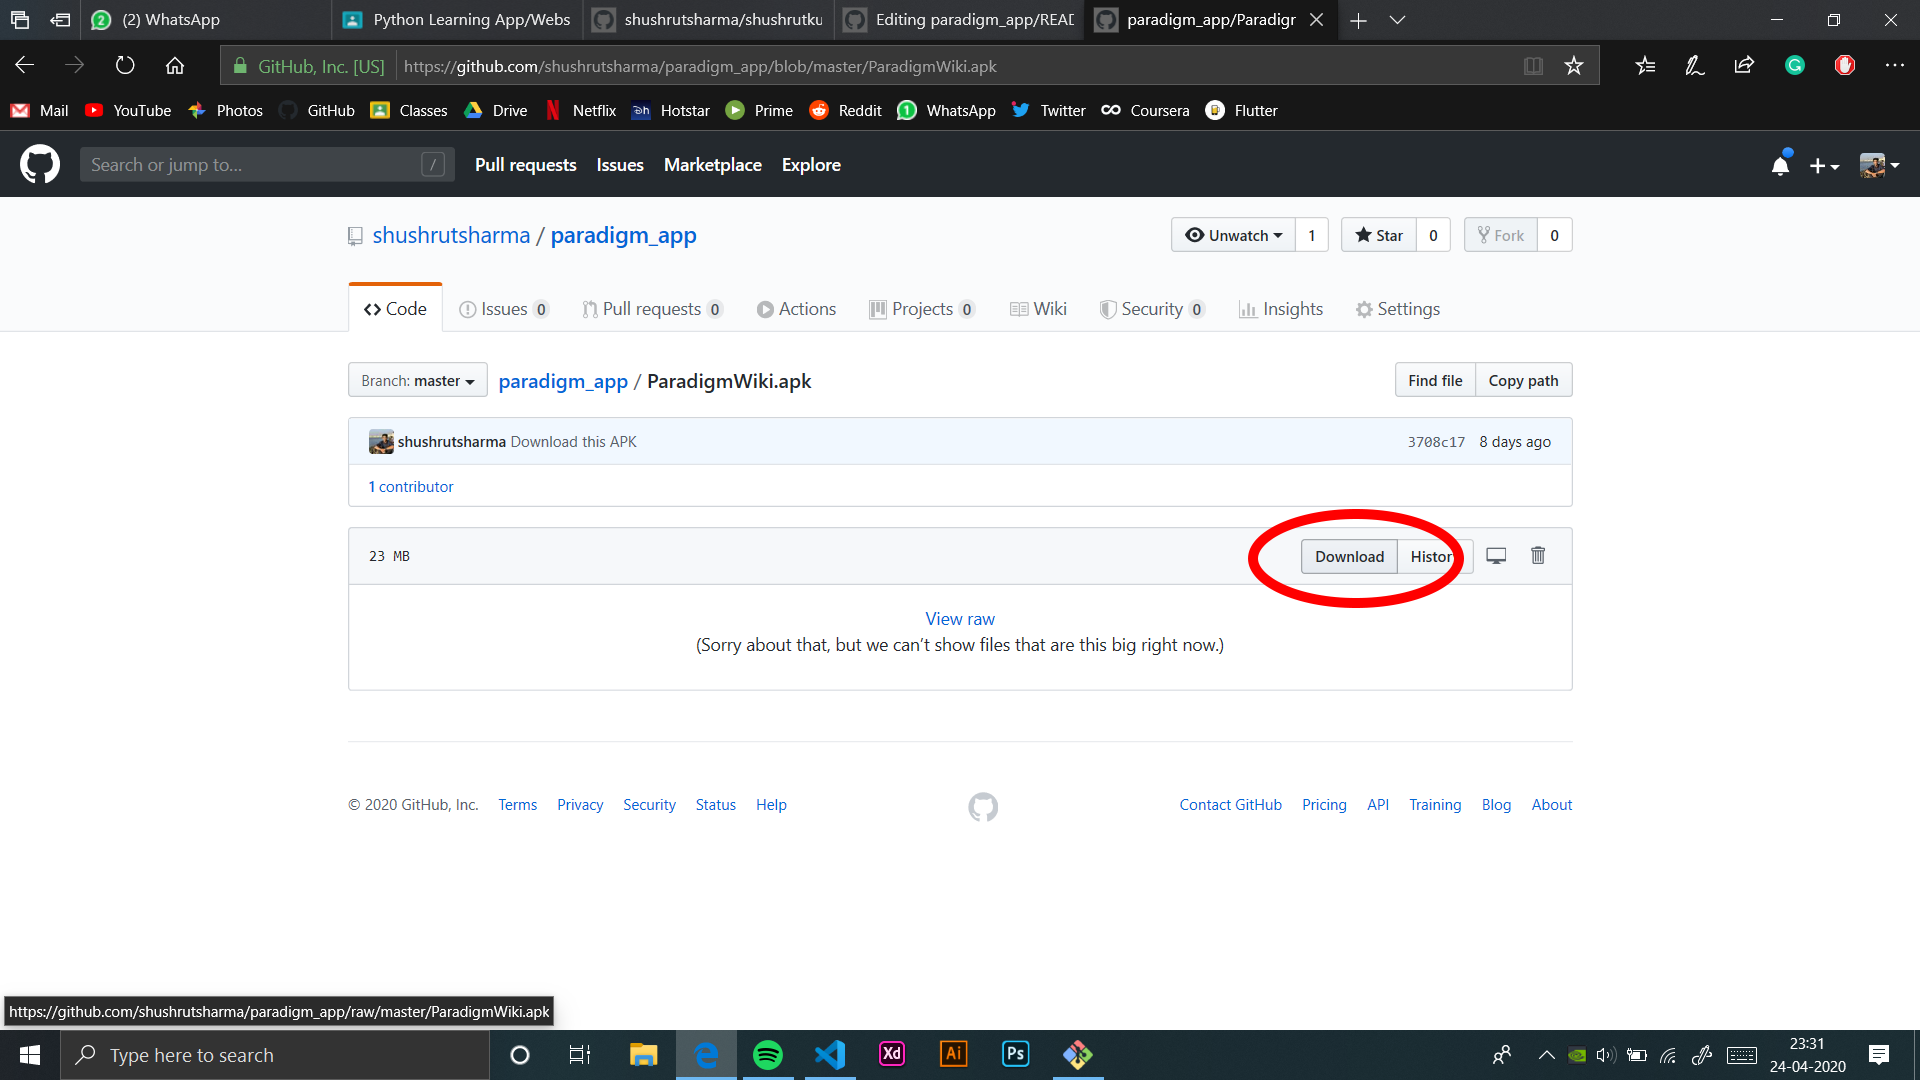 (2) WhatsApp
Python Learning App/Webs
shushrutsharma/shushrutku
Editing paradigm_app/READ
paradigm_app/Paradigr
GitHub, Inc. [US]
https://github.com/shushrutsharma/paradigm_app/blob/master/ParadigmWiki.apk
Mail
YouTube
Photos
GitHub
Classes
Drive
Netflix
Hotstar
Prime
Reddit
WhatsApp
Twitter
Coursera
Flutter
Search or jump to...
/
Pull requests
Issues
Marketplace
Explore
shushrutsharma / paradigm_app
Unwatch
1
Star
0
Fork
0
Code
Issues 0
Pull requests 0
Actions
Projects 0
Wiki
Security 0
Insights
Settings
Branch: master
paradigm_app / ParadigmWiki.apk
Find file
Copy path
shushrutsharma Download this APK
3708c17 8 days ago
1 contributor
23 MB
Download
Histor
View raw
(Sorry about that, but we can't show files that are this big right now.)
© 2020 GitHub, Inc.
Terms
Privacy
Security
Status
Help
Contact GitHub
Pricing
API
Training
Blog
About
https://github.com/shushrutsharma/paradigm_app/raw/master/ParadigmWiki.apk
Type here to search
Xd
Ai
Ps
23:31
24-04-2020